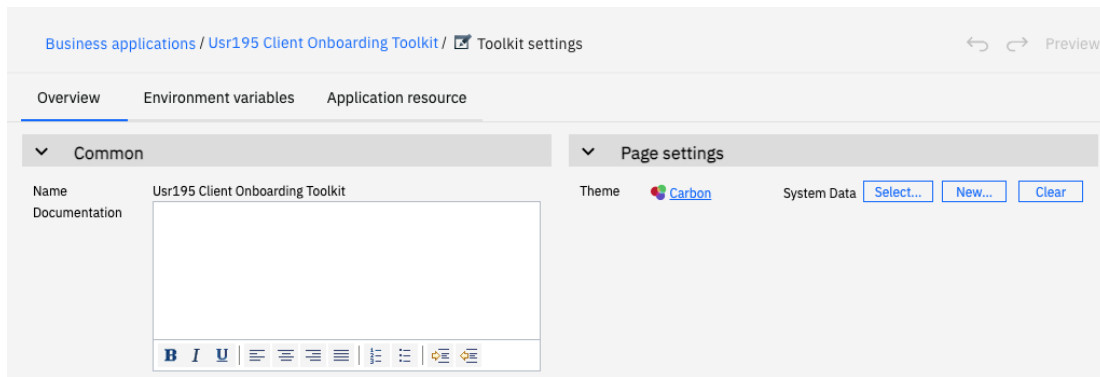 Business applications / Usr195 Client Onboarding Toolkit / Toolkit settings
Preview
Overview Environment variables Application resource
Common
Name Usr195 Client Onboarding Toolkit
Documentation
B I U
Page settings
Theme Carbon System Data Select... New... Clear